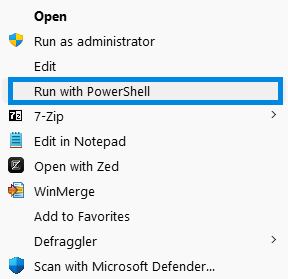 Open
Run as administrator
Edit
Run with PowerShell
7-Zip
Edit in Notepad
Open with Zed
WinMerge
Add to Favorites
Defraggler
Scan with Microsoft Defender...